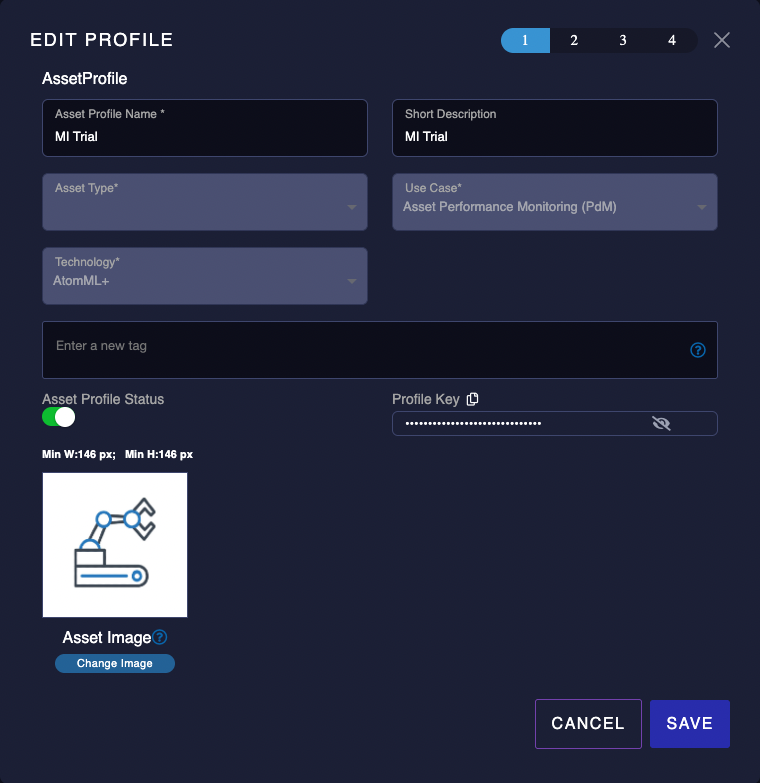 EDIT PROFILE
1 2 3 4
AssetProfile
Asset Profile Name *
MI Trial
Short Description
MI Trial
Asset Type*
Use Case*
Asset Performance Monitoring (PdM)
Technology*
AtomML+
Enter a new tag
Asset Profile Status
Profile Key
Min W:146 px; Min H:146 px
Asset Image
Change Image
CANCEL
SAVE